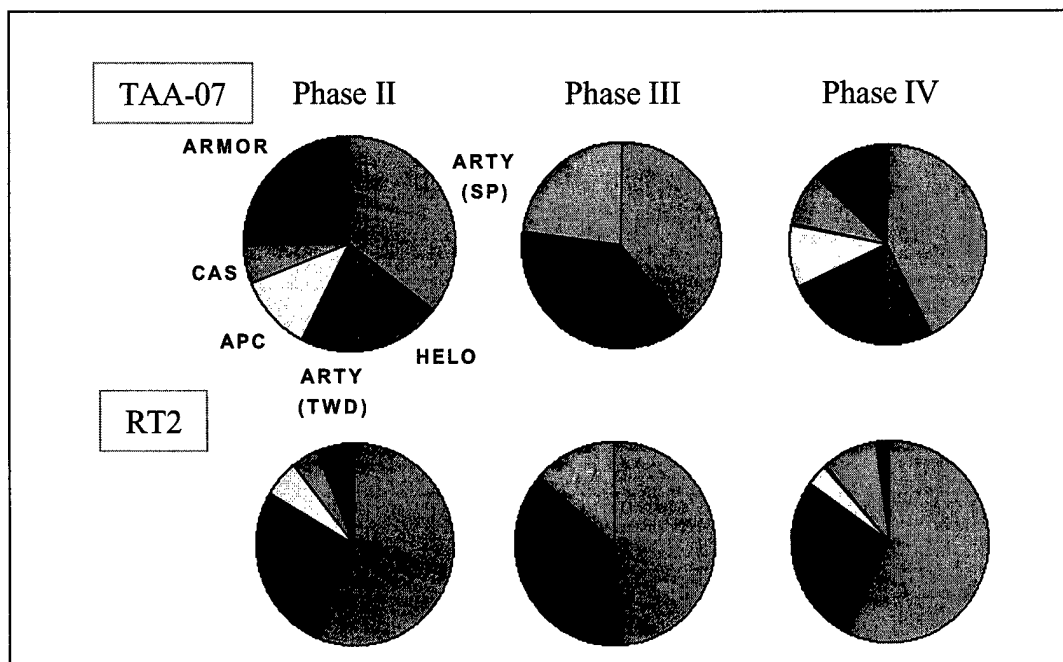 TAA-07
Phase II
Phase III
Phase IV
ARMOR
ARTY
(SP)
CAS
APC
HELO
ARTY
(TWD)
RT2